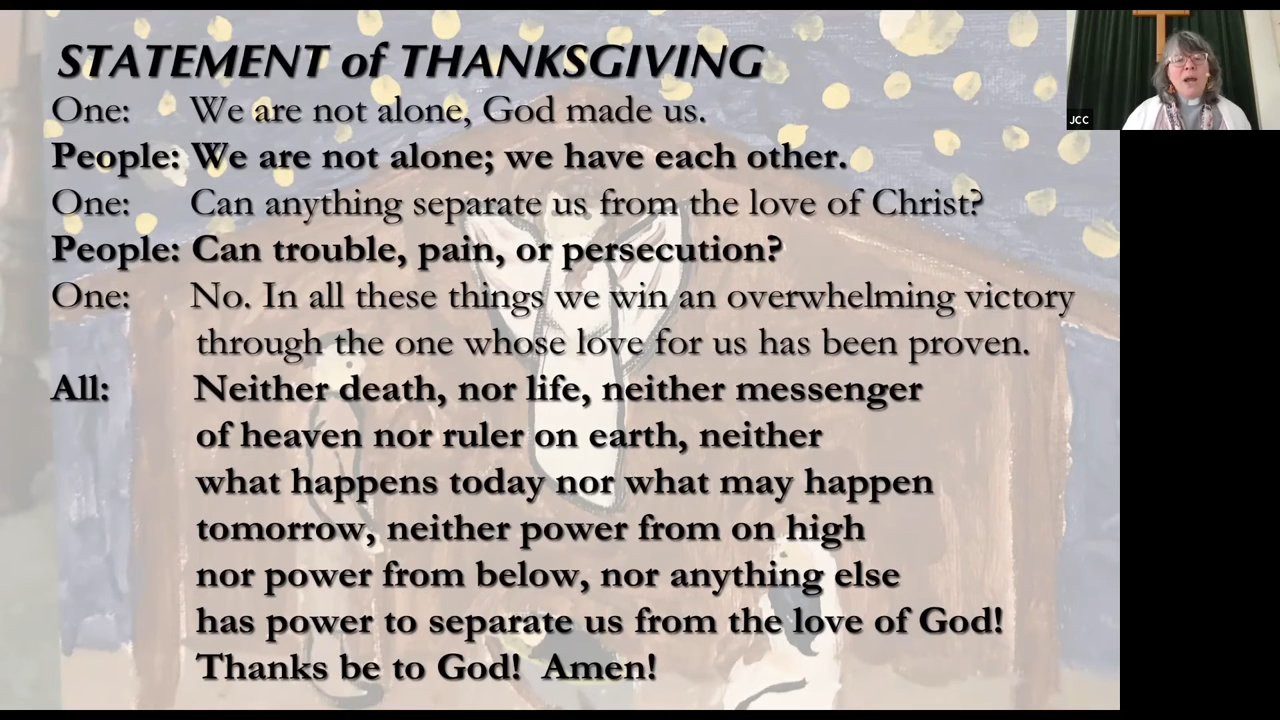 STATEMENT of THANKSGIVING
One: We are not alone, God made us.
People: We are not alone; we have each other.
One: Can anything separate us from the love of Christ?
People: Can trouble, pain, or persecution?
One: No. In all these things we win an overwhelming victory
through the one whose love for us has been proven.
All: Neither death, nor life, neither messenger
of heaven nor ruler on earth, neither
what happens today nor what may happen
tomorrow, neither power from on high
nor power from below, nor anything else
has power to separate us from the love of God!
Thanks be to God! Amen!
JCC